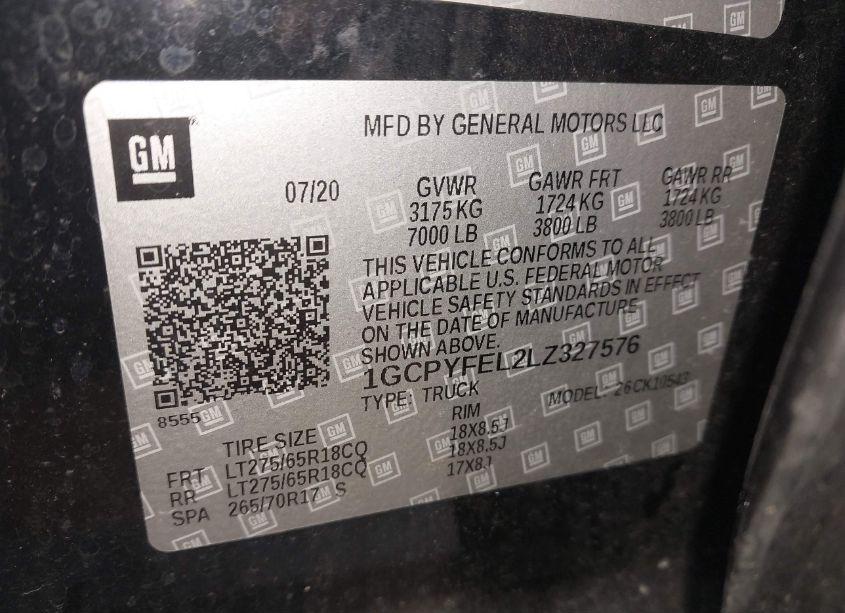 GM
MFD BY GENERAL MOTORS LLC
07/20
GVWR GAWR FRT GAWR RR
3175 KG 1724 KG 1724 KG
7000 LB 3800 LB 3800 LB
THIS VEHICLE CONFORMS TO ALL
APPLICABLE U.S. FEDERAL MOTOR
VEHICLE SAFETY STANDARDS IN EFFECT
ON THE DATE OF MANUFACTURE
SHOWN ABOVE.
1GCPYFEL2LZ327576
TYPE: TRUCK MODEL: 26CK10543
8555
TIRE SIZE RIM
FRT LT275/65R18CQ 18X8.5J
RR LT275/65R18CQ 18X8.5J
SPA 265/70R17 S 17X8J